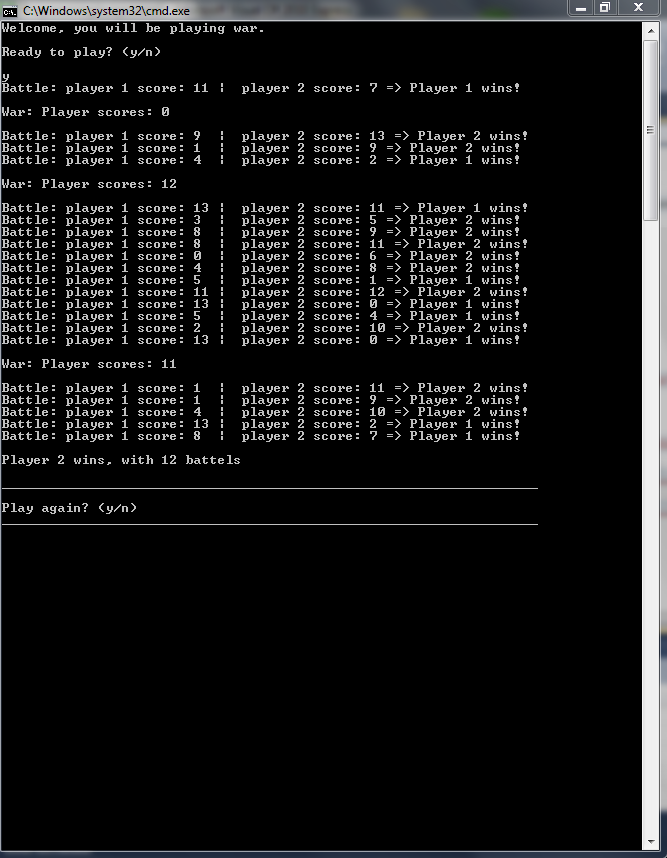 C:\Windows\system32\cmd.exe
Welcome, you will be playing war.
Ready to play? (y/n)
y
Battle: player 1 score: 11 ¦ player 2 score: 7 => Player 1 wins!
War: Player scores: 0
Battle: player 1 score: 9 ¦ player 2 score: 13 => Player 2 wins!
Battle: player 1 score: 1 ¦ player 2 score: 9 => Player 2 wins!
Battle: player 1 score: 4 ¦ player 2 score: 2 => Player 1 wins!
War: Player scores: 12
Battle: player 1 score: 13 ¦ player 2 score: 11 => Player 1 wins!
Battle: player 1 score: 3 ¦ player 2 score: 5 => Player 2 wins!
Battle: player 1 score: 8 ¦ player 2 score: 9 => Player 2 wins!
Battle: player 1 score: 8 ¦ player 2 score: 11 => Player 2 wins!
Battle: player 1 score: 0 ¦ player 2 score: 6 => Player 2 wins!
Battle: player 1 score: 4 ¦ player 2 score: 8 => Player 2 wins!
Battle: player 1 score: 5 ¦ player 2 score: 1 => Player 1 wins!
Battle: player 1 score: 11 ¦ player 2 score: 12 => Player 2 wins!
Battle: player 1 score: 13 ¦ player 2 score: 0 => Player 1 wins!
Battle: player 1 score: 5 ¦ player 2 score: 4 => Player 1 wins!
Battle: player 1 score: 2 ¦ player 2 score: 10 => Player 2 wins!
Battle: player 1 score: 13 ¦ player 2 score: 0 => Player 1 wins!
War: Player scores: 11
Battle: player 1 score: 1 ¦ player 2 score: 11 => Player 2 wins!
Battle: player 1 score: 1 ¦ player 2 score: 9 => Player 2 wins!
Battle: player 1 score: 4 ¦ player 2 score: 10 => Player 2 wins!
Battle: player 1 score: 13 ¦ player 2 score: 2 => Player 1 wins!
Battle: player 1 score: 8 ¦ player 2 score: 7 => Player 1 wins!
Player 2 wins, with 12 battels
Play again? (y/n)